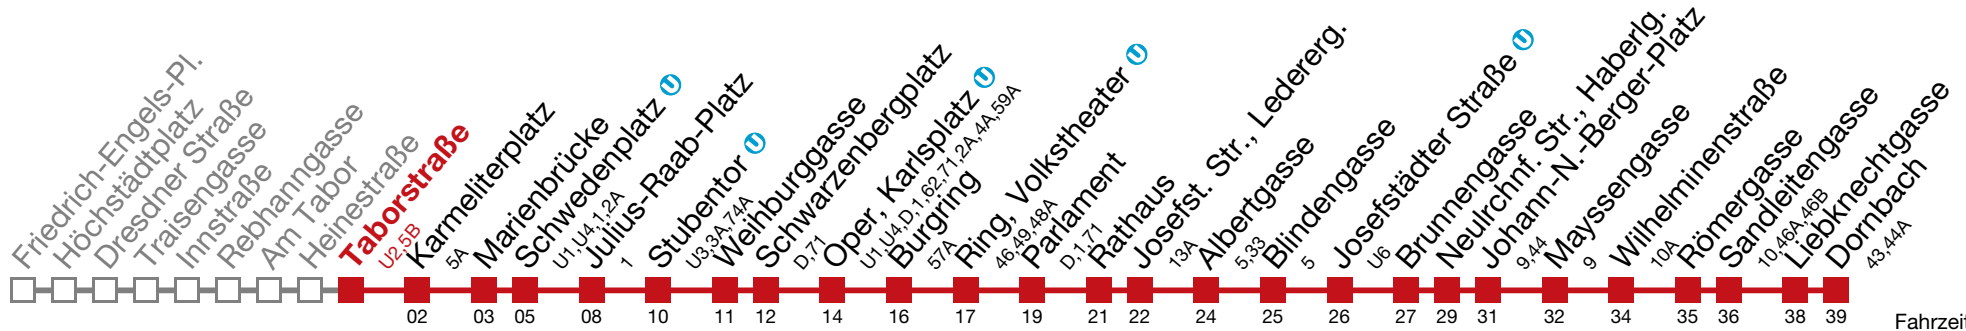 Friedrich-Engels-Pl.
Höchstädtplatz
Dresdner Straße
Traisengasse
Innstraße
Rebhanngasse
Am Tabor
Heinestraße
Taborstraße
U2,5B
Karmeliterplatz
5A
Marienbrücke
Schwedenplatz U
U1,U4,1,2A
Julius-Raab-Platz
1
Stubentor U
U3,3A,74A
Weihburggasse
Schwarzenbergplatz
D,71
Oper, Karlsplatz U
U1,U4,D,1,62,71,2A,4A,59A
Burgring
57A
Ring, Volkstheater U
46,49,48A
Parlament
D,1,71
Rathaus
Josefst. Str., Ledererg.
13A
Albertgasse
5,33
Blindengasse
5
Josefstädter Straße U
U6
Brunnengasse
Neulrchnf. Str., Haberlg.
Johann-N.-Berger-Platz
9,44
Mayssengasse
9
Wilhelminenstraße
10A
Römergasse
Sandleitengasse
10,46A,46B
Liebknechtgasse
Dornbach
43,44A
02 03 05 08 10 11 12 14 16 17 19 21 22 24 25 26 27 29 31 32 34 35 36 38 39 Fahrzeit